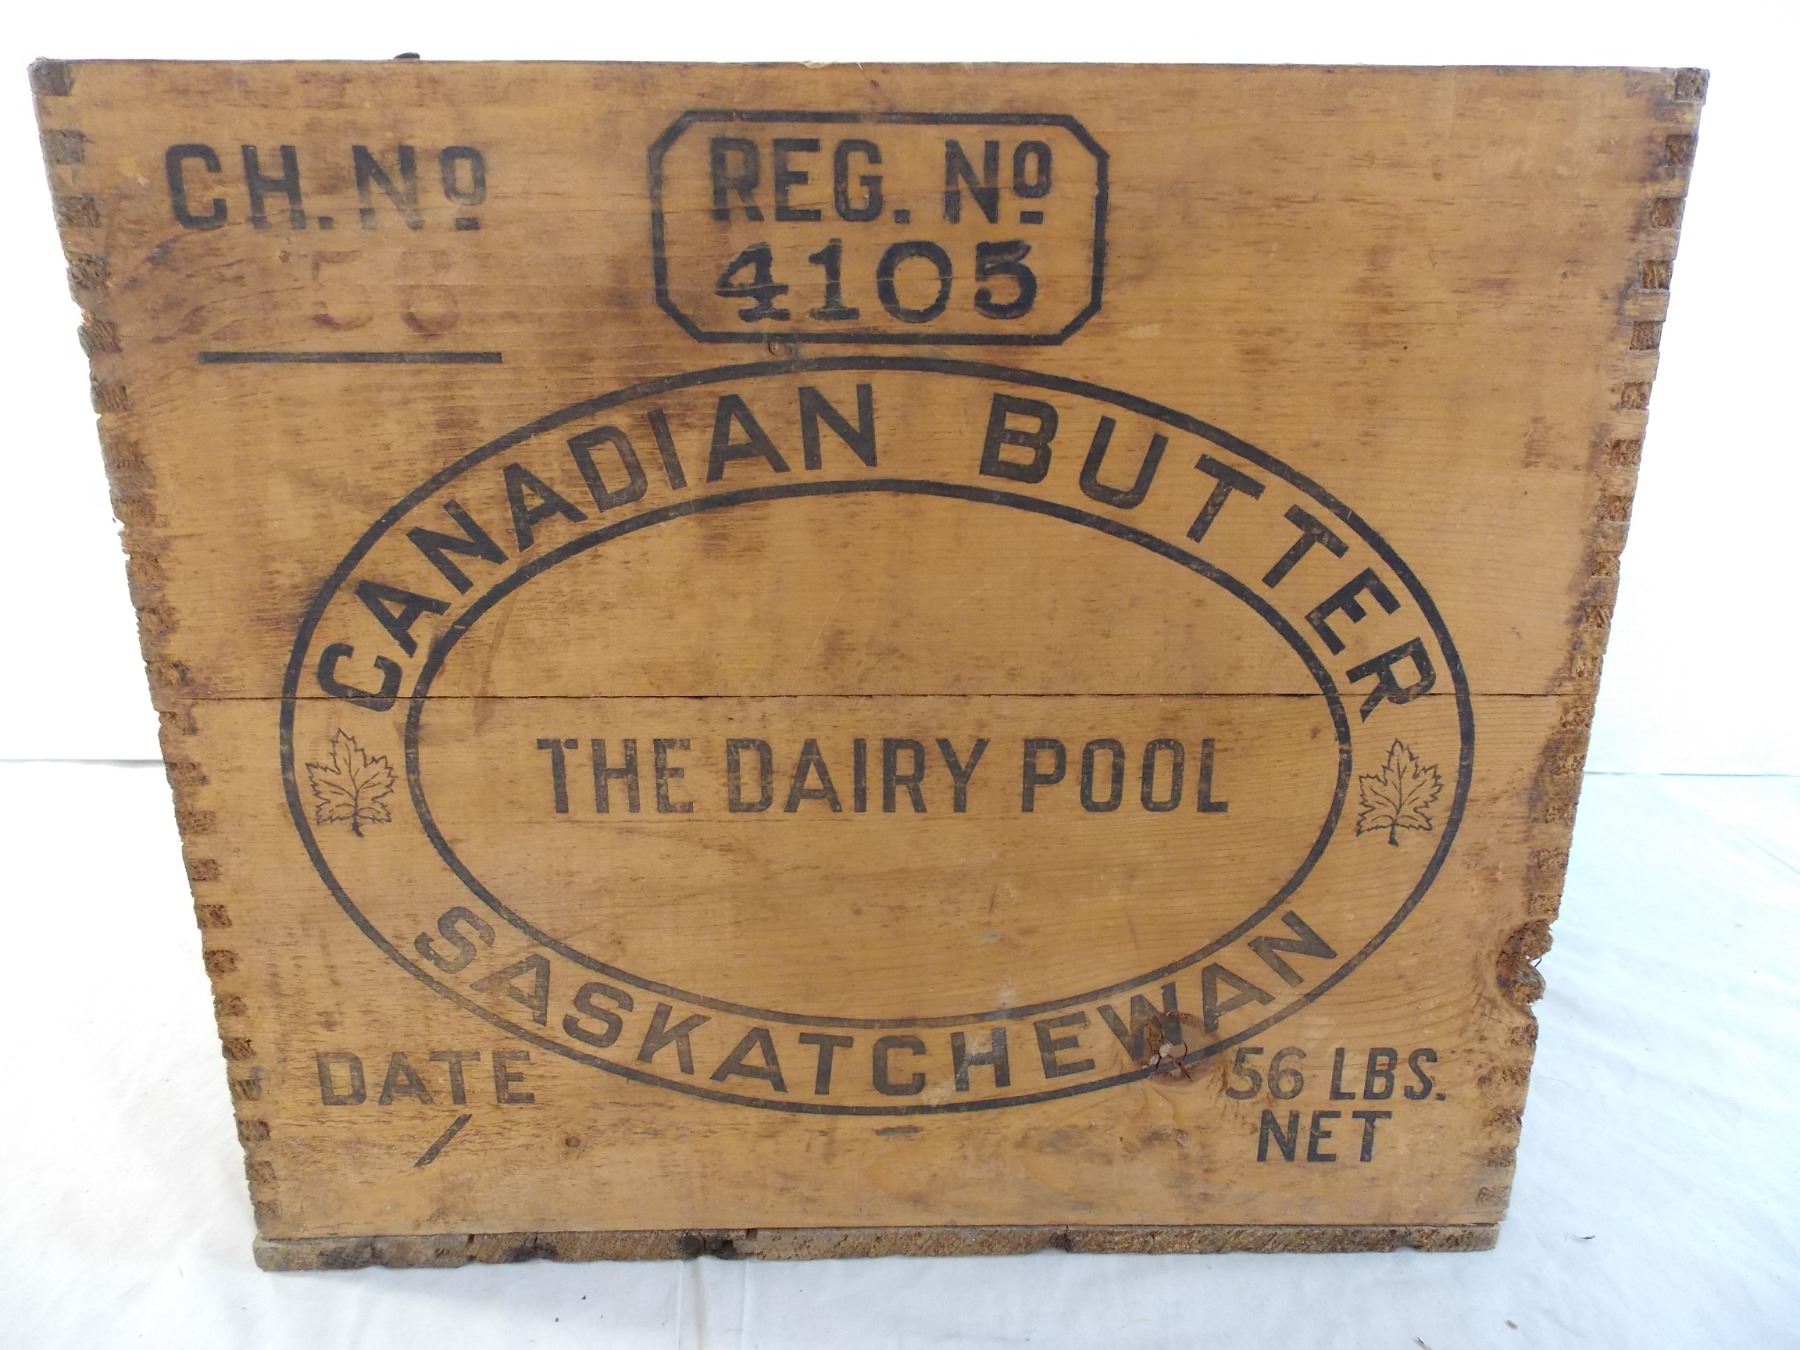 CH. Nº
REG. Nº
4105
CANADIAN BUTTER
THE DAIRY POOL
SASKATCHEWAN
DATE
/
56 LBS.
NET